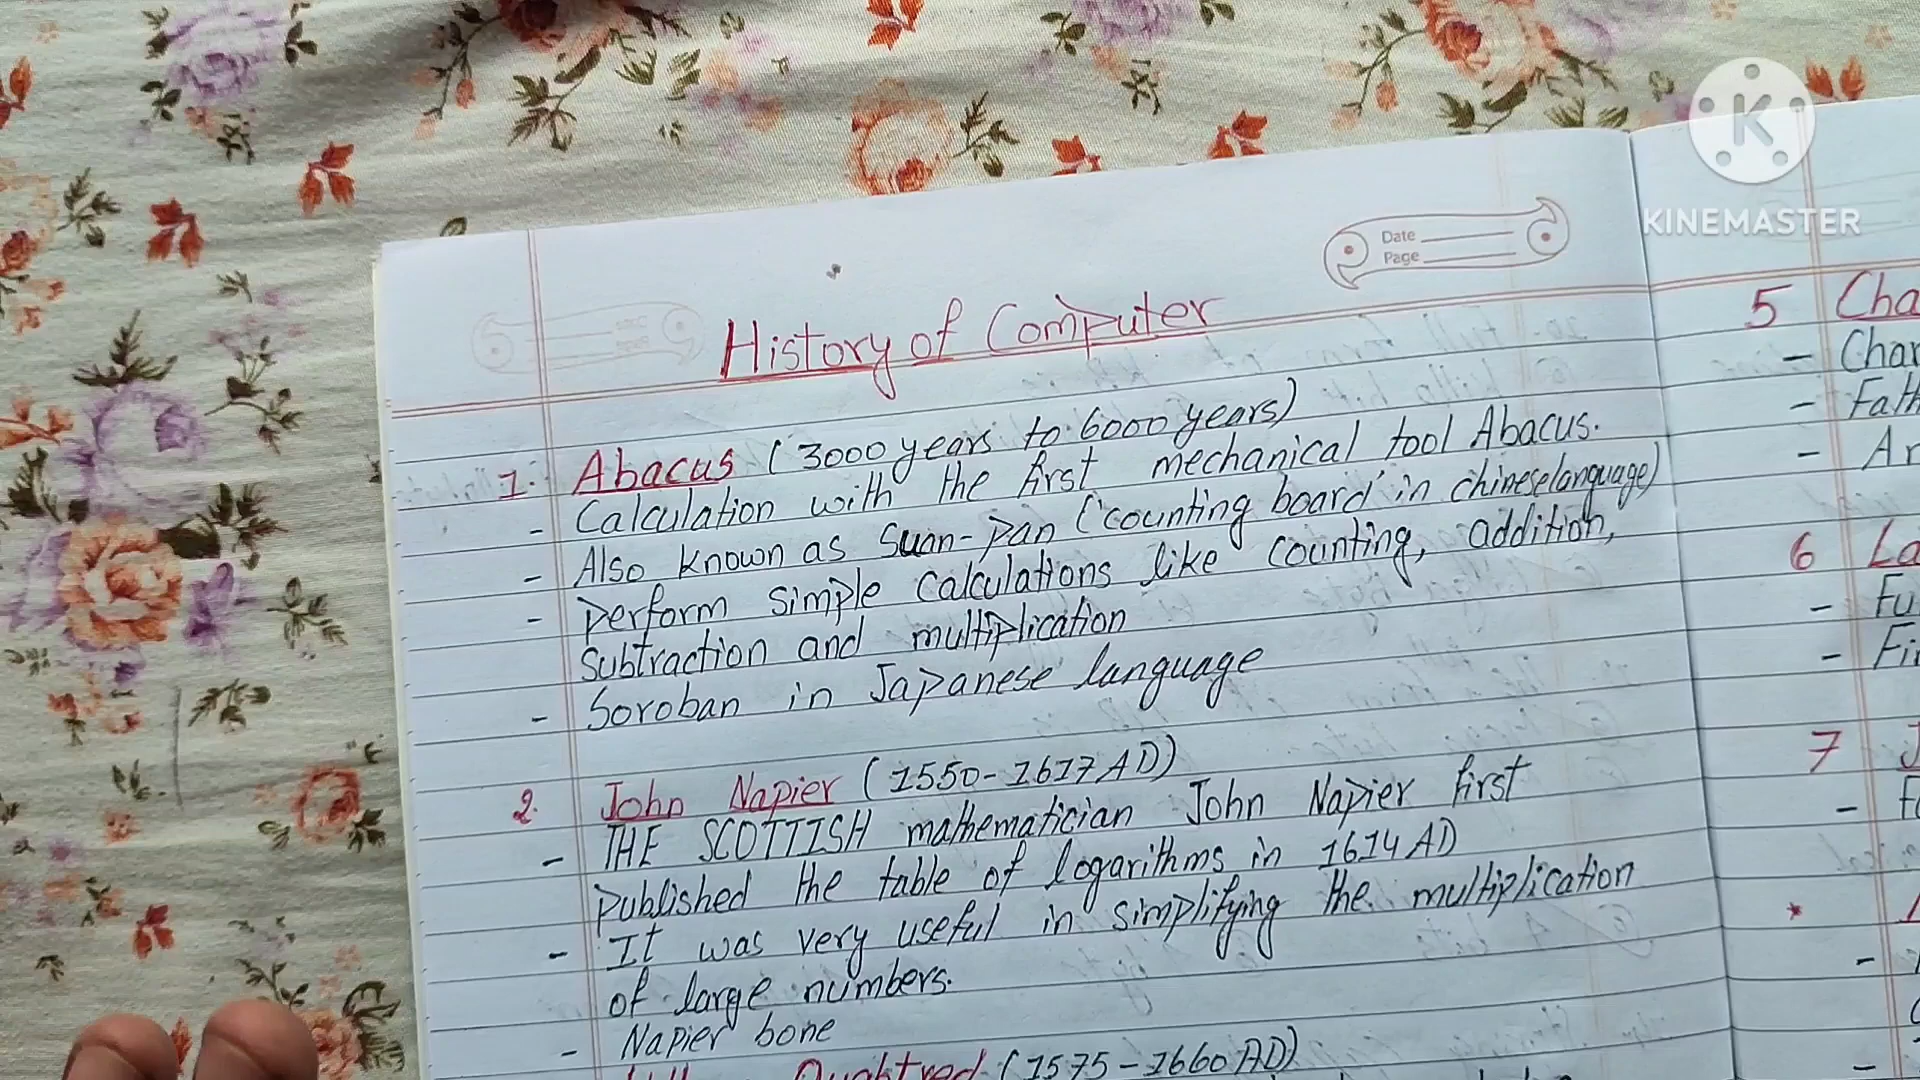 KINEMASTER
Date
Page
History of Computer
1. Abacus (3000 years to 6000 years)
- Calculation with the first mechanical tool Abacus.
- Also known as Suan-pan ('counting board' in chineselanguage)
- perform simple calculations like counting, addition,
subtraction and multiplication
- Soroban in Japanese language
2. John Napier (1550-1617 AD)
- THE SCOTTISH mathematician John Napier first
published the table of logarithms in 1614 AD
- It was very useful in simplifying the multiplication
of large numbers.
- Napier bone
Oughtred (1575-1660 AD)
5 Cha
- Char
- Fath
- Ar
6 La
- Fu
- Fir
7 J